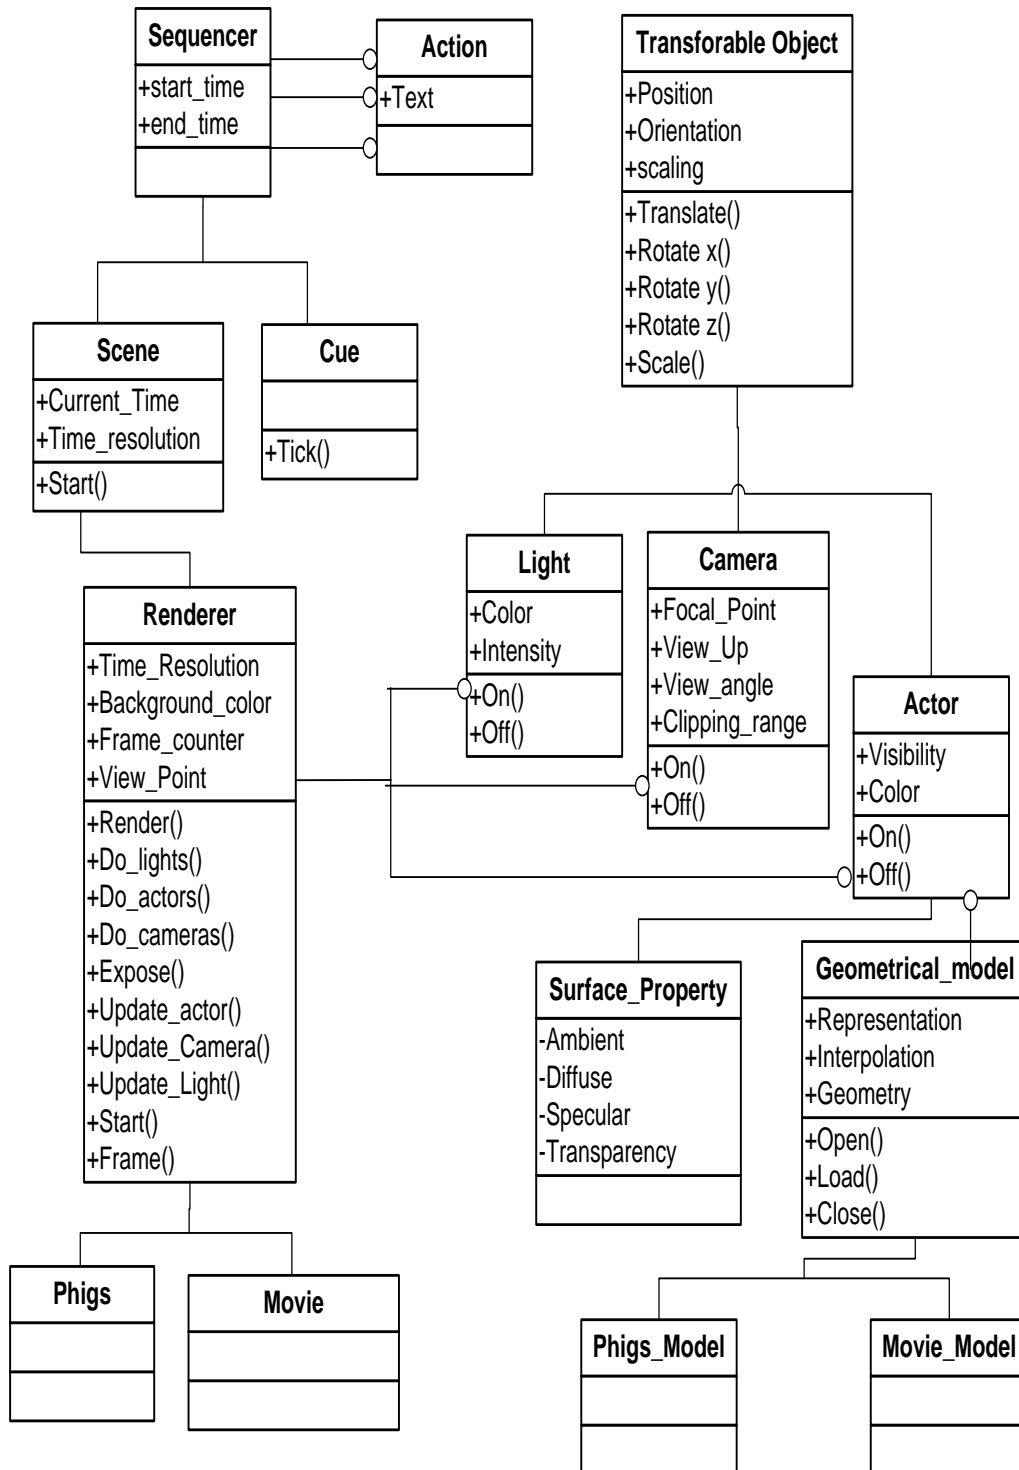 Sequencer
+start_time
+end_time
Action
+Text
Transforable Object
+Position
+Orientation
+scaling
+Translate()
+Rotate x()
+Rotate y()
+Rotate z()
+Scale()
Scene
+Current_Time
+Time_resolution
+Start()
Cue
+Tick()
Light
+Color
+Intensity
+On()
+Off()
Camera
+Focal_Point
+View_Up
+View_angle
+Clipping_range
+On()
+Off()
Renderer
+Time_Resolution
+Background_color
+Frame_counter
+View_Point
+Render()
+Do_lights()
+Do_actors()
+Do_cameras()
+Expose()
+Update_actor()
+Update_Camera()
+Update_Light()
+Start()
+Frame()
Actor
+Visibility
+Color
+On()
+Off()
Surface_Property
-Ambient
-Diffuse
-Specular
-Transparency
Geometrical_model
+Representation
+Interpolation
+Geometry
+Open()
+Load()
+Close()
Phigs
Movie
Phigs_Model
Movie_Model